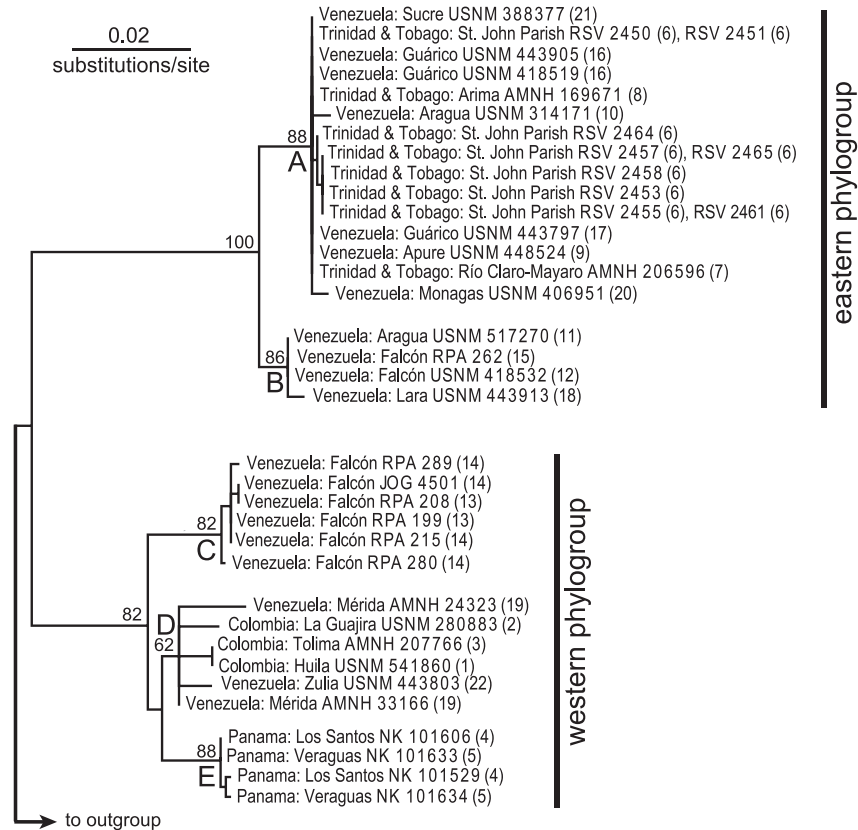 0.02
substitutions/site
Venezuela: Sucre USNM 388377 (21)
Trinidad & Tobago: St. John Parish RSV 2450 (6), RSV 2451 (6)
Venezuela: Guárico USNM 443905 (16)
Venezuela: Guárico USNM 418519 (16)
Trinidad & Tobago: Arima AMNH 169671 (8)
Venezuela: Aragua USNM 314171 (10)
88
A
Trinidad & Tobago: St. John Parish RSV 2464 (6)
Trinidad & Tobago: St. John Parish RSV 2457 (6), RSV 2465 (6)
Trinidad & Tobago: St. John Parish RSV 2458 (6)
Trinidad & Tobago: St. John Parish RSV 2453 (6)
Trinidad & Tobago: St. John Parish RSV 2455 (6), RSV 2461 (6)
Venezuela: Guárico USNM 443797 (17)
100
Venezuela: Apure USNM 448524 (9)
Trinidad & Tobago: Río Claro-Mayaro AMNH 206596 (7)
Venezuela: Monagas USNM 406951 (20)
Venezuela: Aragua USNM 517270 (11)
Venezuela: Falcón RPA 262 (15)
86
B
Venezuela: Falcón USNM 418532 (12)
Venezuela: Lara USNM 443913 (18)
eastern phylogroup
Venezuela: Falcón RPA 289 (14)
Venezuela: Falcón JOG 4501 (14)
Venezuela: Falcón RPA 208 (13)
82
Venezuela: Falcón RPA 199 (13)
C
Venezuela: Falcón RPA 215 (14)
Venezuela: Falcón RPA 280 (14)
82
Venezuela: Mérida AMNH 24323 (19)
D
Colombia: La Guajira USNM 280883 (2)
62
Colombia: Tolima AMNH 207766 (3)
Colombia: Huila USNM 541860 (1)
Venezuela: Zulia USNM 443803 (22)
Venezuela: Mérida AMNH 33166 (19)
Panama: Los Santos NK 101606 (4)
88
Panama: Veraguas NK 101633 (5)
E
Panama: Los Santos NK 101529 (4)
Panama: Veraguas NK 101634 (5)
western phylogroup
to outgroup